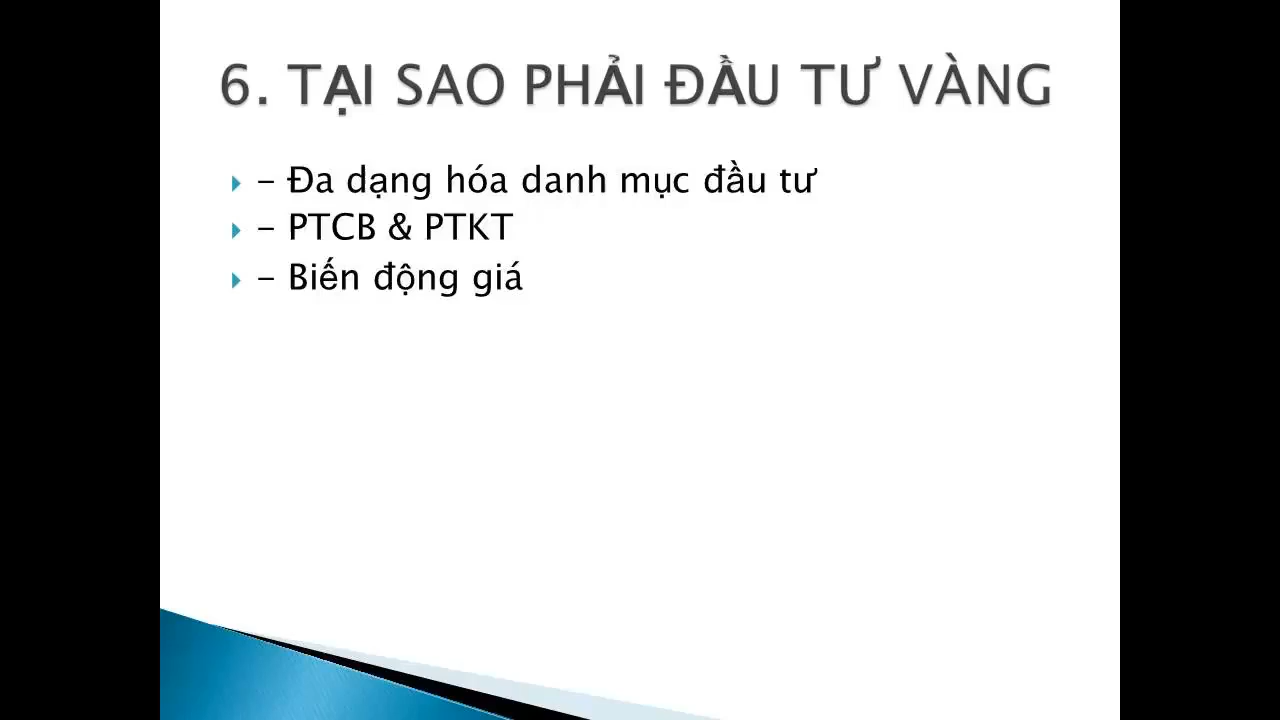 6. TẠI SAO PHẢI ĐẦU TƯ VÀNG
- Đa dạng hóa danh mục đầu tư
- PTCB & PTKT
- Biến động giá